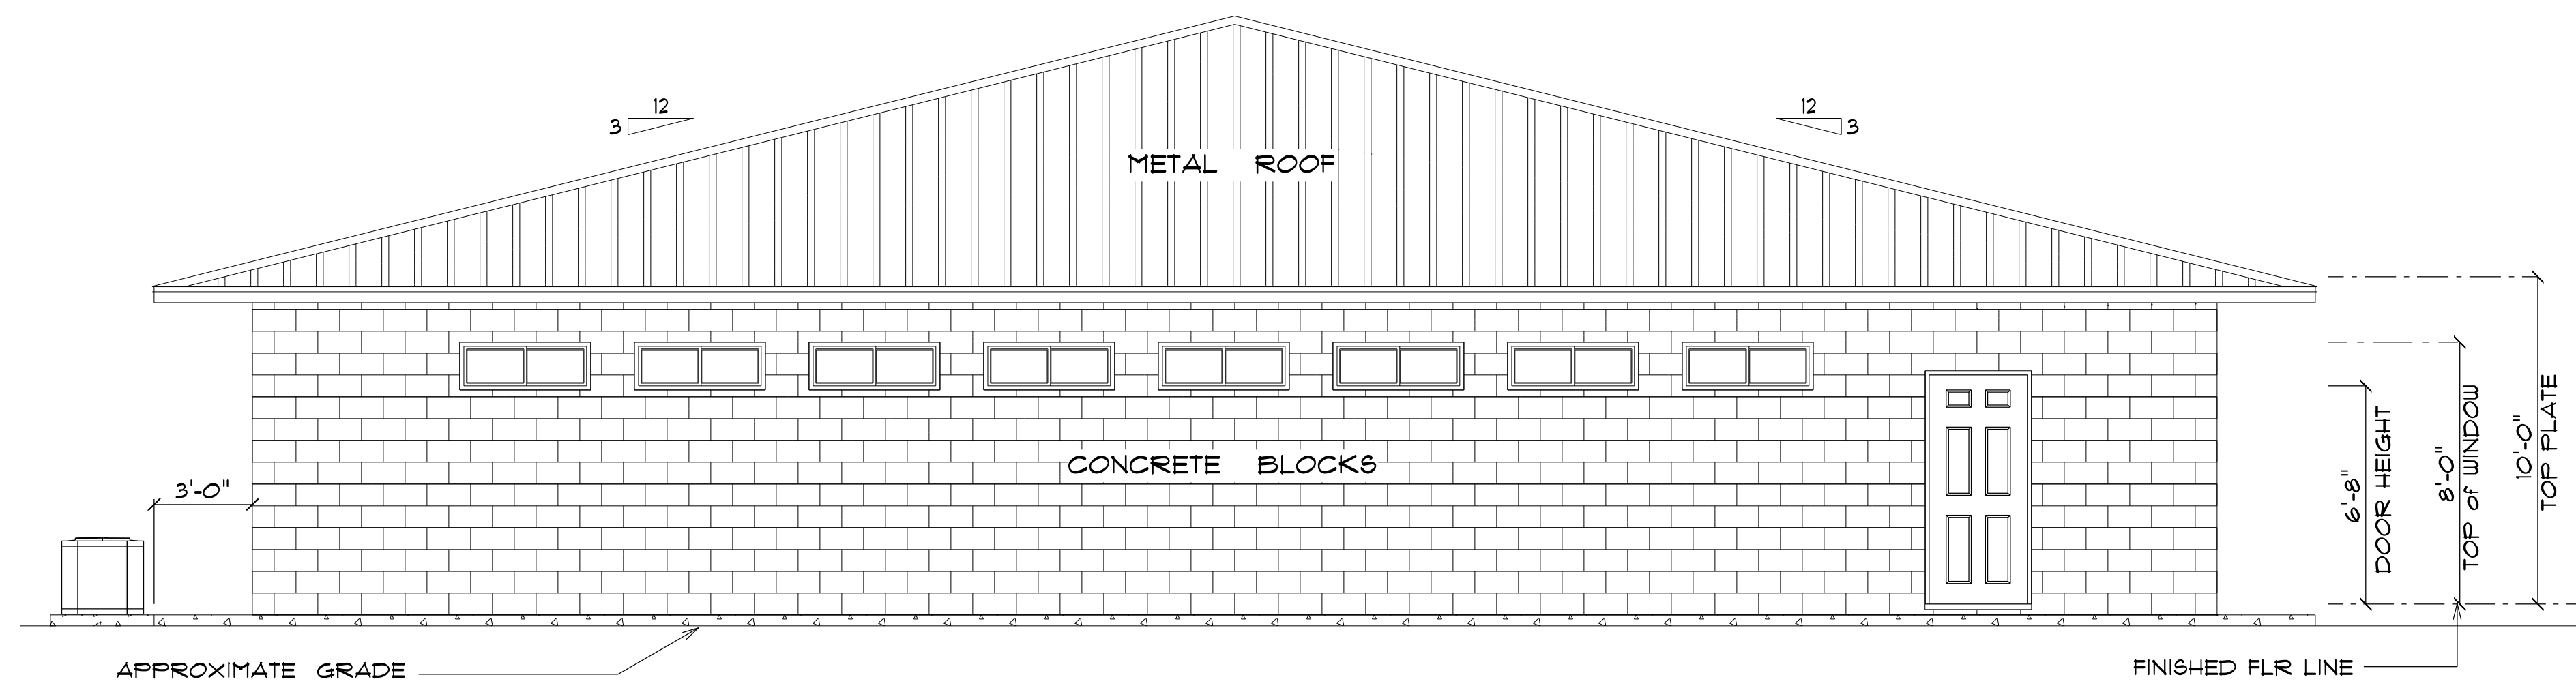 12
3
12
3
METAL ROOF
CONCRETE BLOCKS
3'-0"
6'-8"
DOOR HEIGHT
8'-0"
TOP of WINDOW
10'-0"
TOP PLATE
APPROXIMATE GRADE
FINISHED FLR LINE